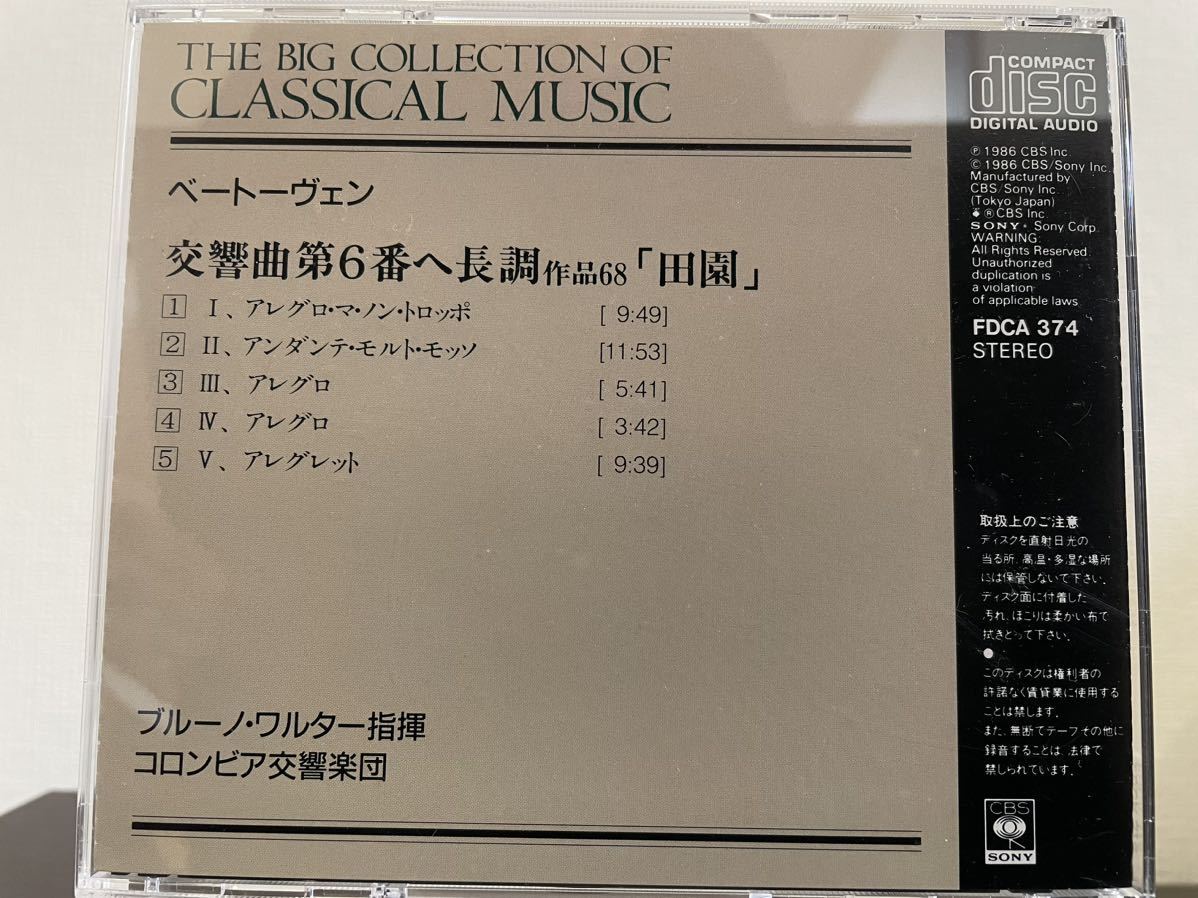 THE BIG COLLECTION OF
CLASSICAL MUSIC
ベートーヴェン
交響曲第6番ヘ長調作品68「田園」
1 I、アレグロ・マ・ノン・トロッポ [ 9:49]
2 II、アンダンテ・モルト・モッソ [11:53]
3 III、アレグロ [ 5:41]
4 IV、アレグロ [ 3:42]
5 V、アレグレット [ 9:39]
ブルーノ・ワルター指揮
コロンビア交響楽団
COMPACT
disc
DIGITAL AUDIO
℗ 1986 CBS Inc.
© 1986 CBS/Sony Inc.
Manufactured by
CBS/Sony Inc.
(Tokyo Japan)
® CBS Inc.
SONY® Sony Corp.
WARNING:
All Rights Reserved.
Unauthorized
duplication is
a violation
of applicable laws.
FDCA 374
STEREO
取扱上のご注意
ディスクを直射日光の
当る所、高温・多湿な場所
には保管しないで下さい。
ディスク面に付着した
汚れ、ほこりは柔かい布で
拭きとって下さい。
●
このディスクは権利者の
許諾なく賃貸業に使用する
ことは禁じます。
また、無断でテープその他に
録音することは、法律で
禁じられています。
CBS
SONY